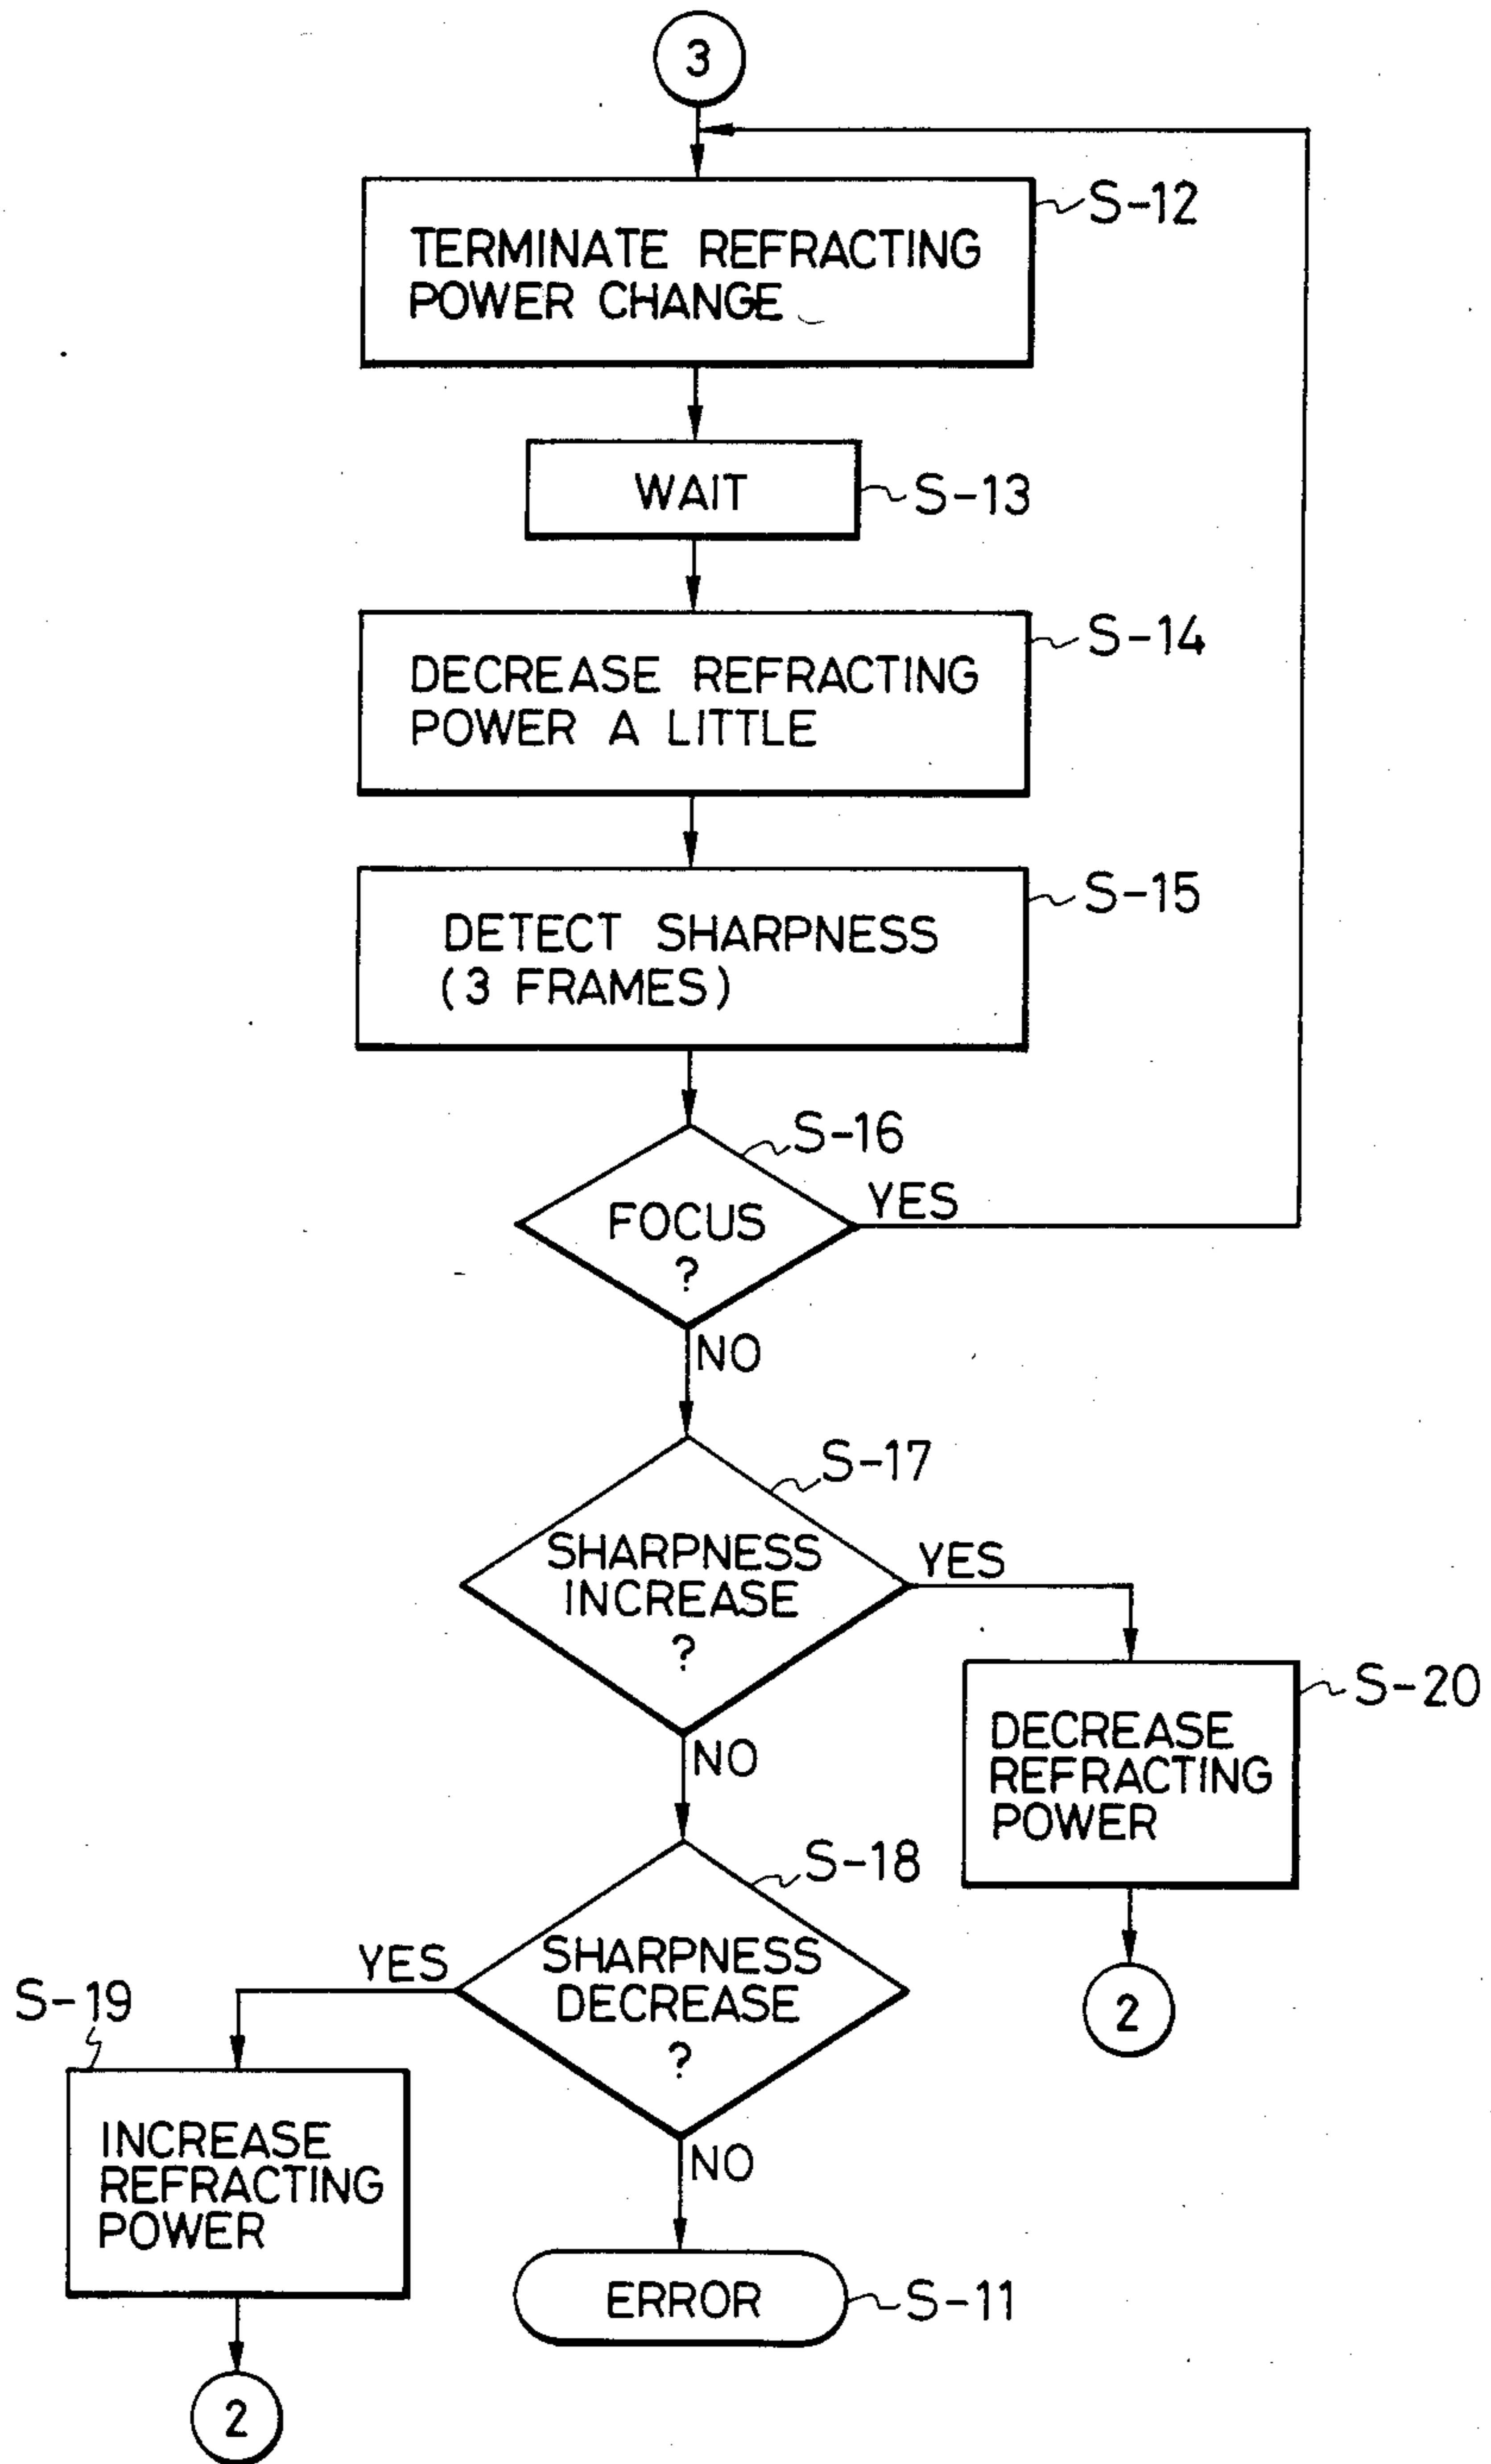 3
S-12
TERMINATE REFRACTING
POWER CHANGE
WAIT
S-13
S-14
DECREASE REFRACTING
POWER A LITTLE
S-15
DETECT SHARPNESS
(3 FRAMES)
S-16
FOCUS
?
YES
NO
S-17
SHARPNESS
INCREASE
?
YES
NO
S-20
DECREASE
REFRACTING
POWER
2
S-18
SHARPNESS
DECREASE
?
YES
NO
S-19
INCREASE
REFRACTING
POWER
2
ERROR
S-11